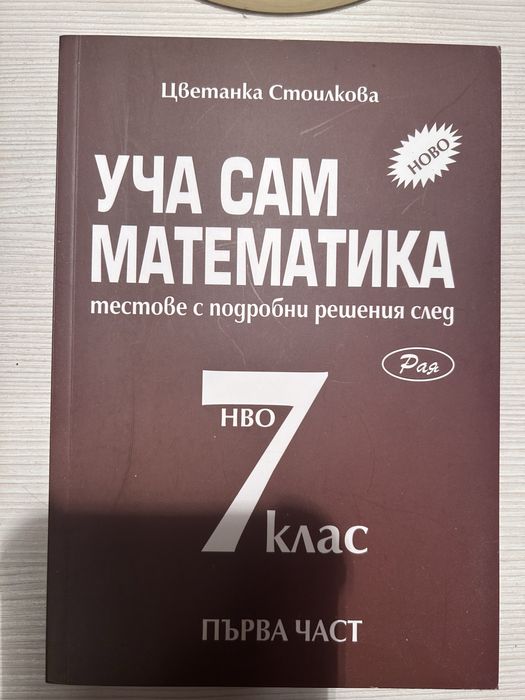 Цветанка Стоилкова
НОВО
УЧА САМ
МАТЕМАТИКА
тестове с подробни решения след
Рая
НВО
7
клас
ПЪРВА ЧАСТ